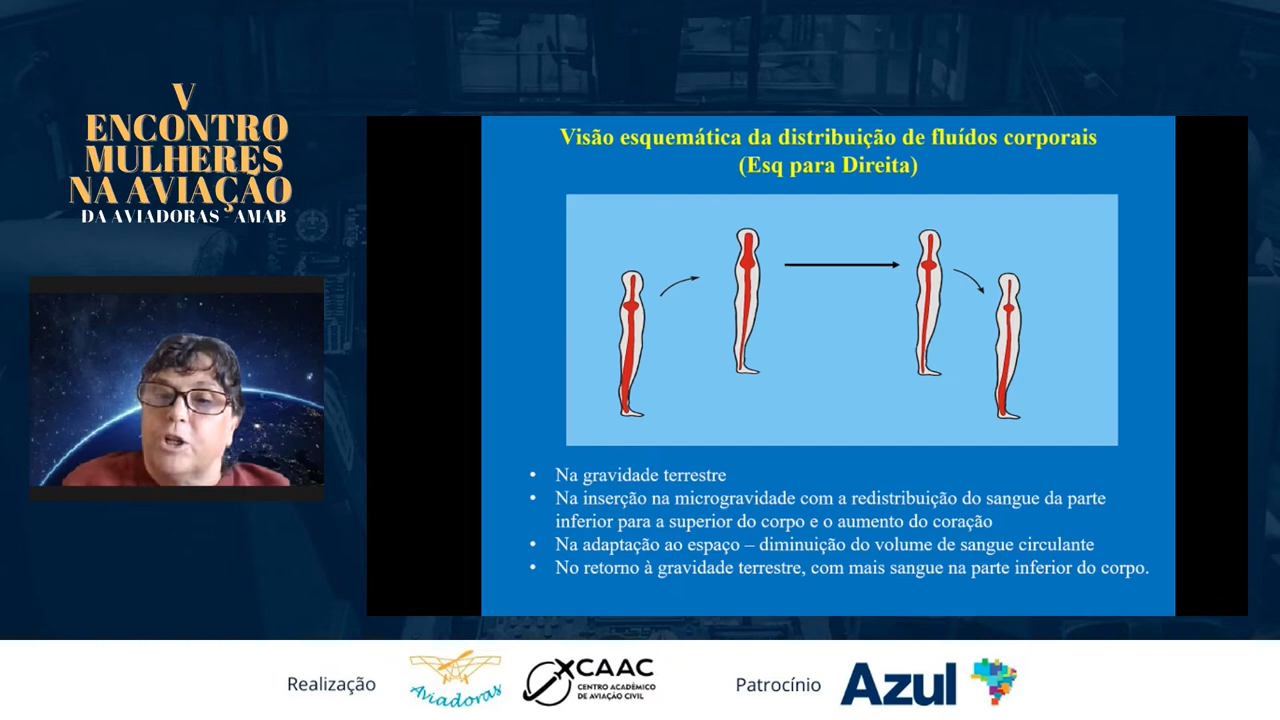 V
ENCONTRO
MULHERES
NA AVIAÇÃO
DA AVIADORAS - AMAB
Visão esquemática da distribuição de fluídos corporais
(Esq para Direita)
• Na gravidade terrestre
• Na inserção na microgravidade com a redistribuição do sangue da parte
inferior para a superior do corpo e o aumento do coração
• Na adaptação ao espaço – diminuição do volume de sangue circulante
• No retorno à gravidade terrestre, com mais sangue na parte inferior do corpo.
Realização
Aviadoras
CAAC
CENTRO ACADÊMICO
DE AVIAÇÃO CIVIL
Patrocínio
Azul